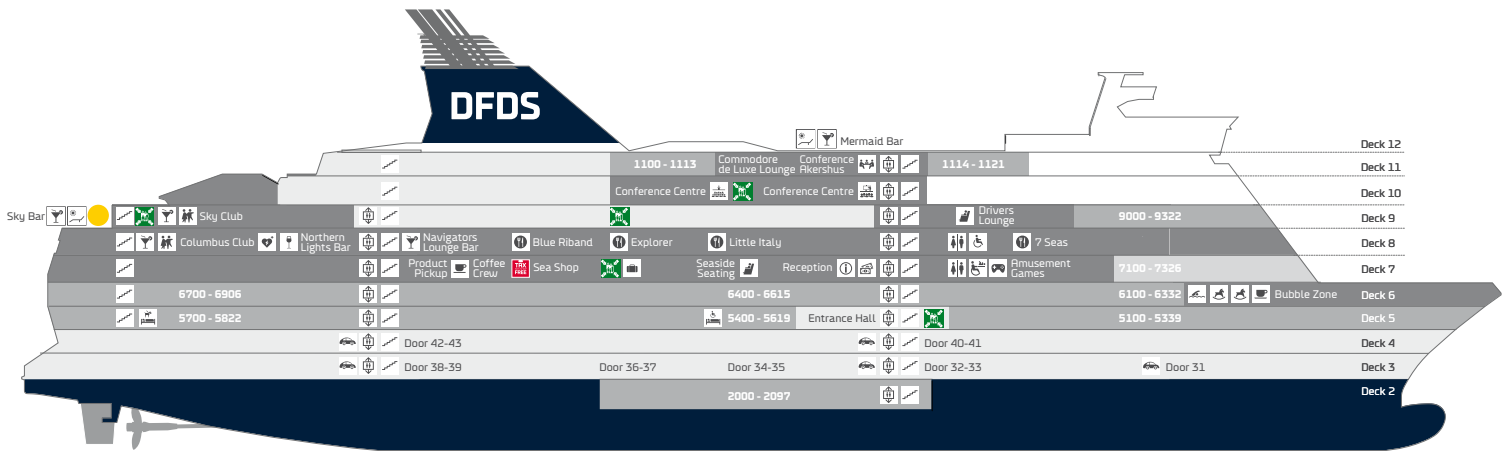 DFDS
Mermaid Bar
Deck 12
1100 - 1113
Commodore
de Luxe Lounge
Conference
Akershus
1114 - 1121
Deck 11
Conference Centre
Conference Centre
Deck 10
Sky Bar
Sky Club
Drivers
Lounge
9000 - 9322
Deck 9
Columbus Club
Northern
Lights Bar
Navigators
Lounge Bar
Blue Riband
Explorer
Little Italy
7 Seas
Deck 8
Product
Pickup
Coffee
Crew
TAX
FREE
Sea Shop
Seaside
Seating
Reception
Amusement
Games
7100 - 7326
Deck 7
6700 - 6906
6400 - 6615
6100 - 6332
Bubble Zone
Deck 6
5700 - 5822
5400 - 5619
Entrance Hall
5100 - 5339
Deck 5
Door 42-43
Door 40-41
Deck 4
Door 38-39
Door 36-37
Door 34-35
Door 32-33
Door 31
Deck 3
2000 - 2097
Deck 2